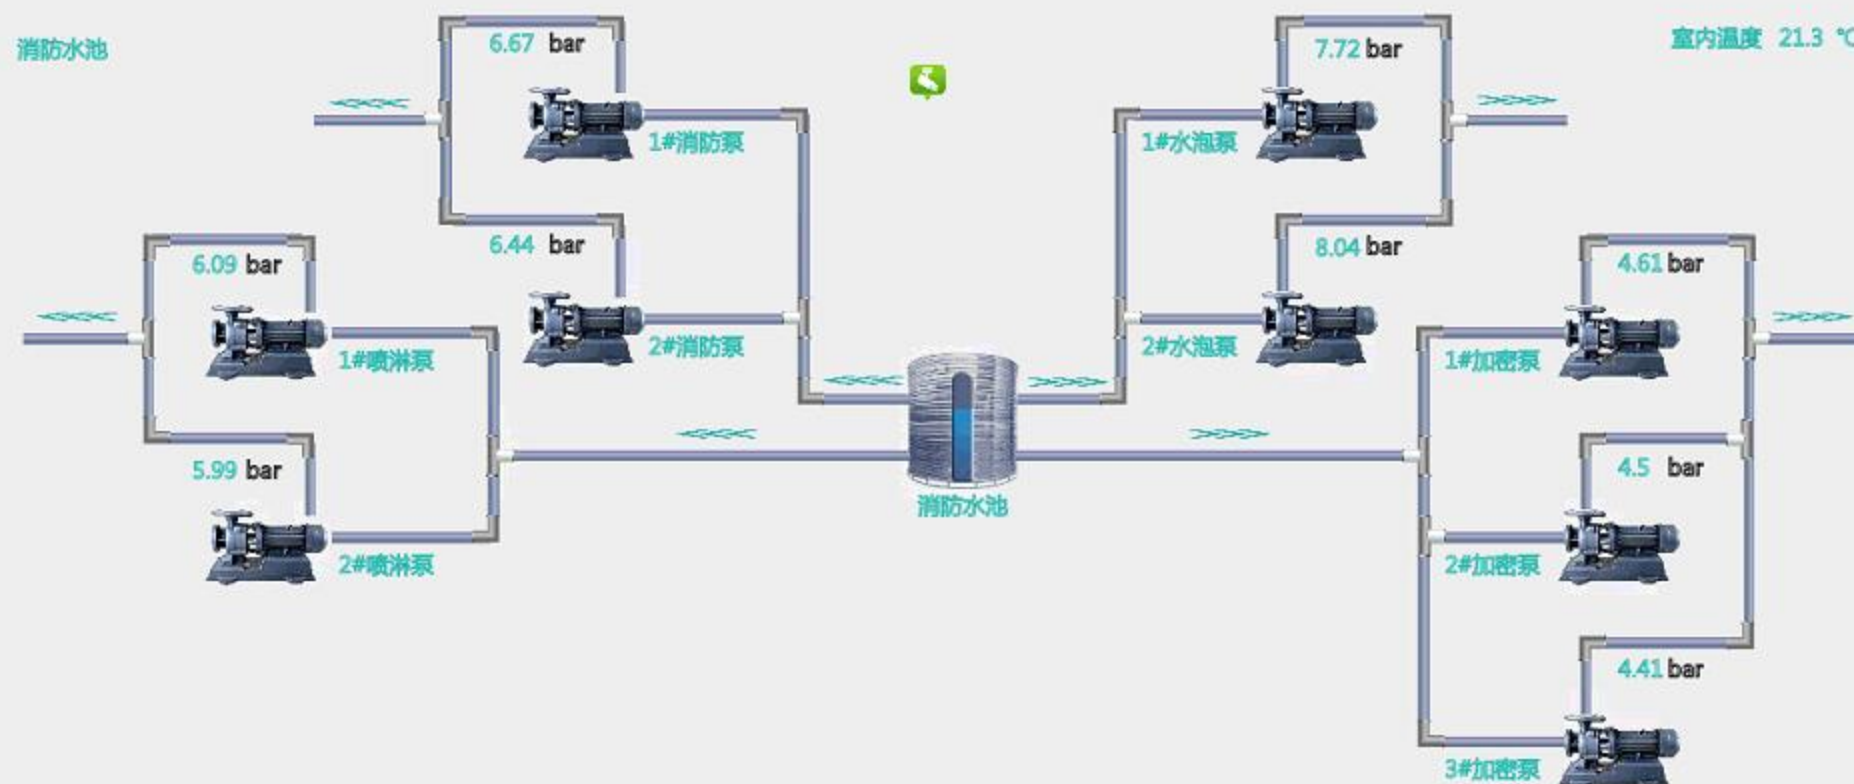 消防水池
室内温度 21.3 ℃
6.67 bar
7.72 bar
1#消防泵
1#水泡泵
6.44 bar
8.04 bar
6.09 bar
4.61 bar
2#消防泵
2#水泡泵
1#喷淋泵
1#加密泵
5.99 bar
4.5 bar
消防水池
2#喷淋泵
2#加密泵
4.41 bar
3#加密泵